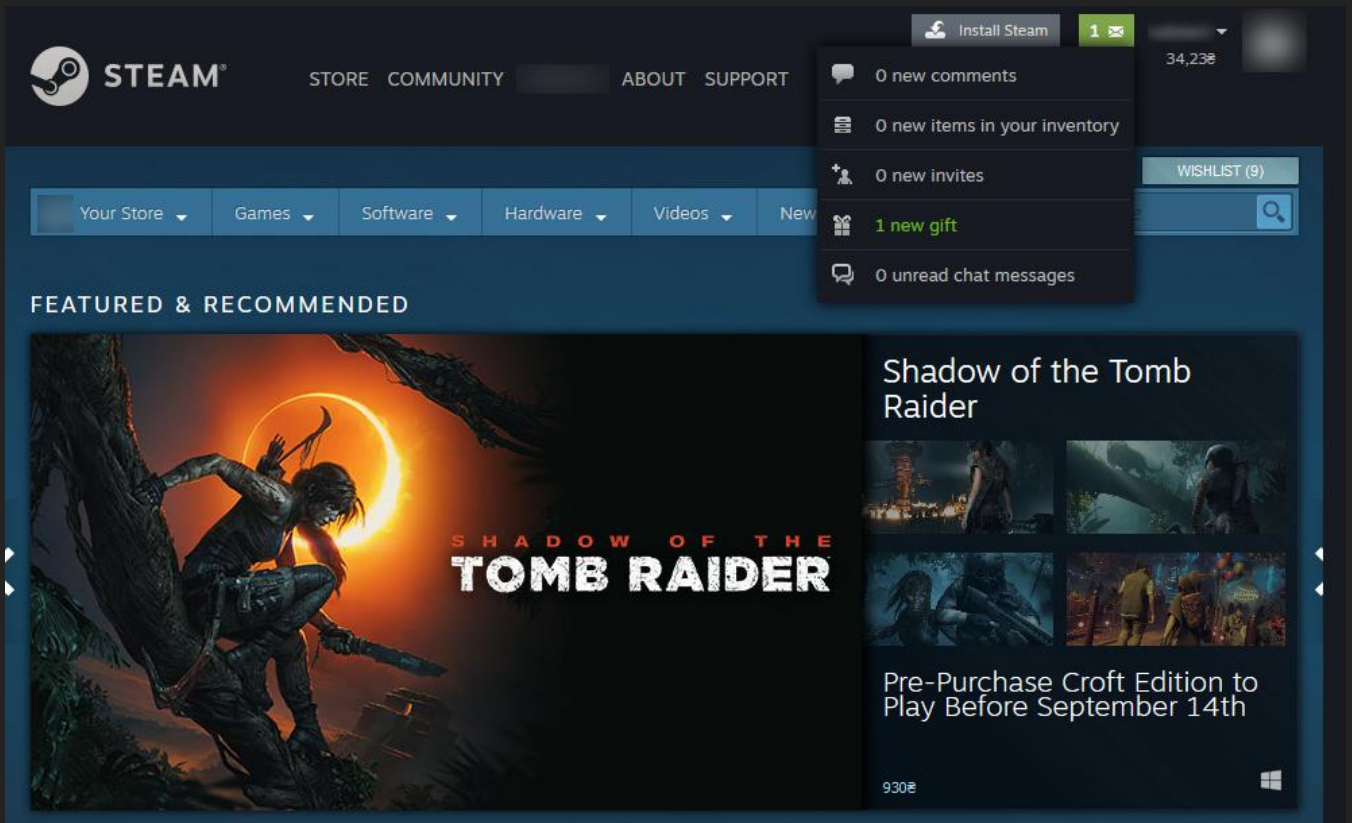 Install Steam
1
34,23₴
STEAM®
STORE COMMUNITY ABOUT SUPPORT
0 new comments
0 new items in your inventory
0 new invites
1 new gift
0 unread chat messages
WISHLIST (9)
Your Store Games Software Hardware Videos New
FEATURED & RECOMMENDED
SHADOW OF THE
TOMB RAIDER
Shadow of the Tomb
Raider
Pre-Purchase Croft Edition to
Play Before September 14th
930₴